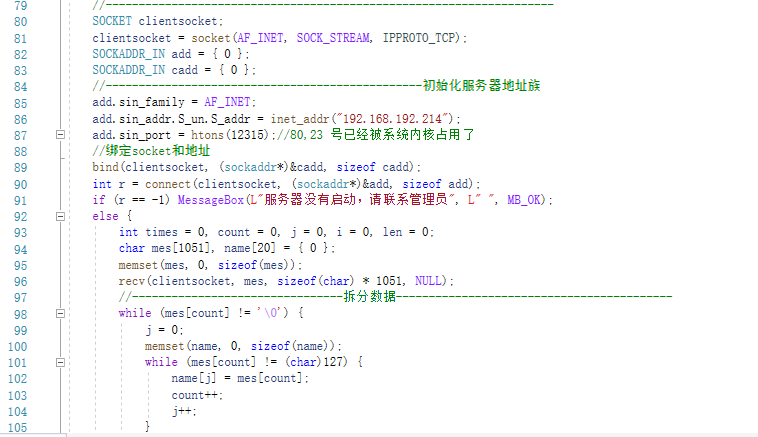 79 //--------------------------------------------------------------------
80 SOCKET clientsocket;
81 clientsocket = socket(AF_INET, SOCK_STREAM, IPPROTO_TCP);
82 SOCKADDR_IN add = { 0 };
83 SOCKADDR_IN cadd = { 0 };
84 //------------------------------------------------初始化服务器地址族
85 add.sin_family = AF_INET;
86 add.sin_addr.S_un.S_addr = inet_addr("192.168.192.214");
87 add.sin_port = htons(12315);//80,23 号已经被系统内核占用了
88 //绑定socket和地址
89 bind(clientsocket, (sockaddr*)&cadd, sizeof cadd);
90 int r = connect(clientsocket, (sockaddr*)&add, sizeof add);
91 if (r == -1) MessageBox(L"服务器没有启动，请联系管理员", L" ", MB_OK);
92 else {
93 int times = 0, count = 0, j = 0, i = 0, len = 0;
94 char mes[1051], name[20] = { 0 };
95 memset(mes, 0, sizeof(mes));
96 recv(clientsocket, mes, sizeof(char) * 1051, NULL);
97 //--------------------------------拆分数据------------------------------------------
98 while (mes[count] != '\0') {
99 j = 0;
100 memset(name, 0, sizeof(name));
101 while (mes[count] != (char)127) {
102 name[j] = mes[count];
103 count++;
104 j++;
105 }